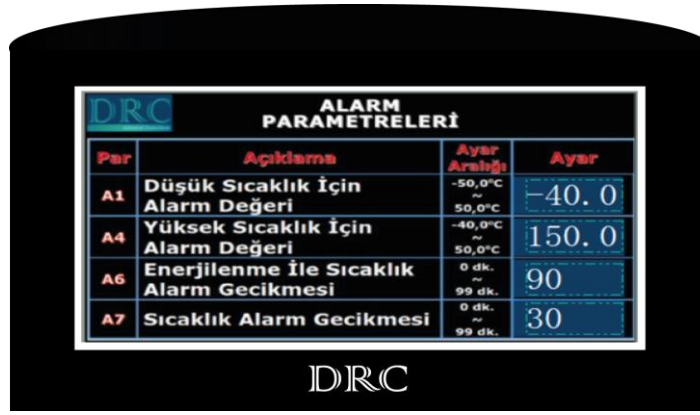 DRC
ALARM
PARAMETRELERİ
Par Açıklama Ayar Aralığı Ayar
A1 Düşük Sıcaklık İçin Alarm Değeri -50,0°C ~ 50,0°C -40. 0
A4 Yüksek Sıcaklık İçin Alarm Değeri -40,0°C ~ 50,0°C 150. 0
A6 Enerjilenme İle Sıcaklık Alarm Gecikmesi 0 dk. ~ 99 dk. 90
A7 Sıcaklık Alarm Gecikmesi 0 dk. ~ 99 dk. 30
DRC